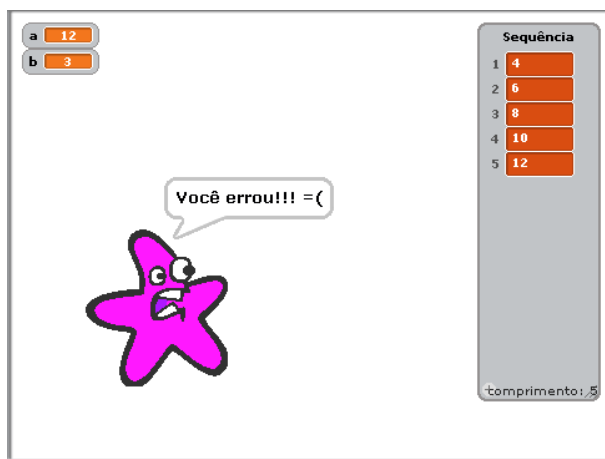 a 12
b 3
Sequência
1 4
2 6
3 8
4 10
5 12
Você errou!!! =(
comprimento: 5